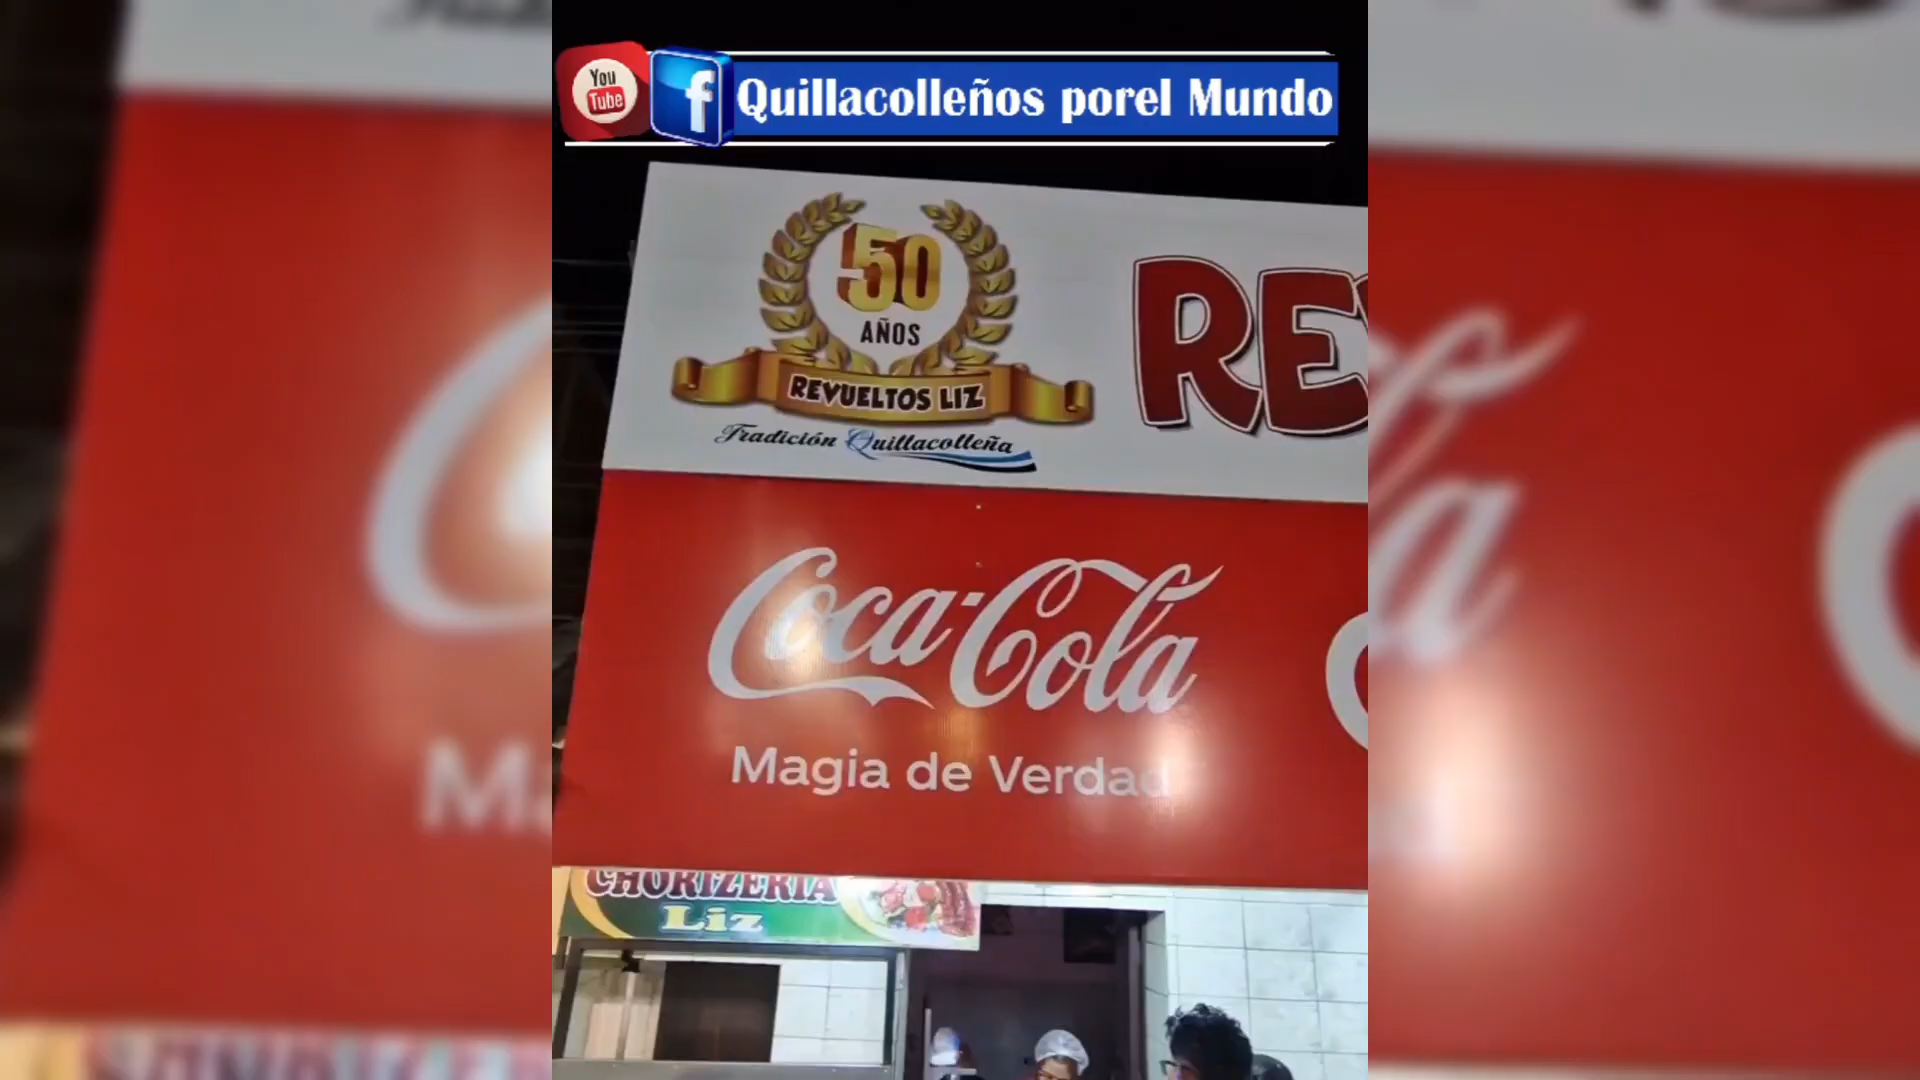 You
Tube
f
Quillacolleños porel Mundo
50
AÑOS
REVUELTOS LIZ
Tradición Quillacolleña
Coca-Cola
Magia de Verdad
CHORIZERIA
Liz